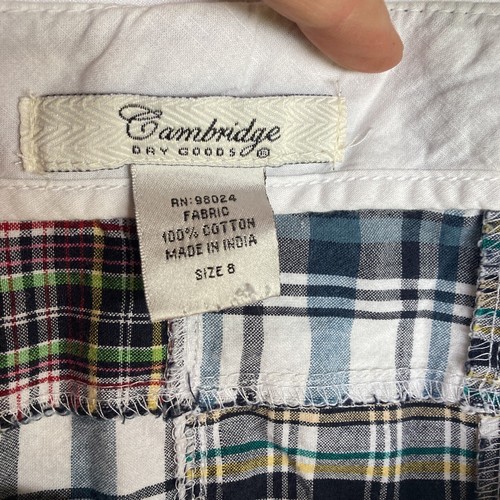 Cambridge
DRY GOODS ®
RN: 98024
FABRIC
100% COTTON
MADE IN INDIA
SIZE 8